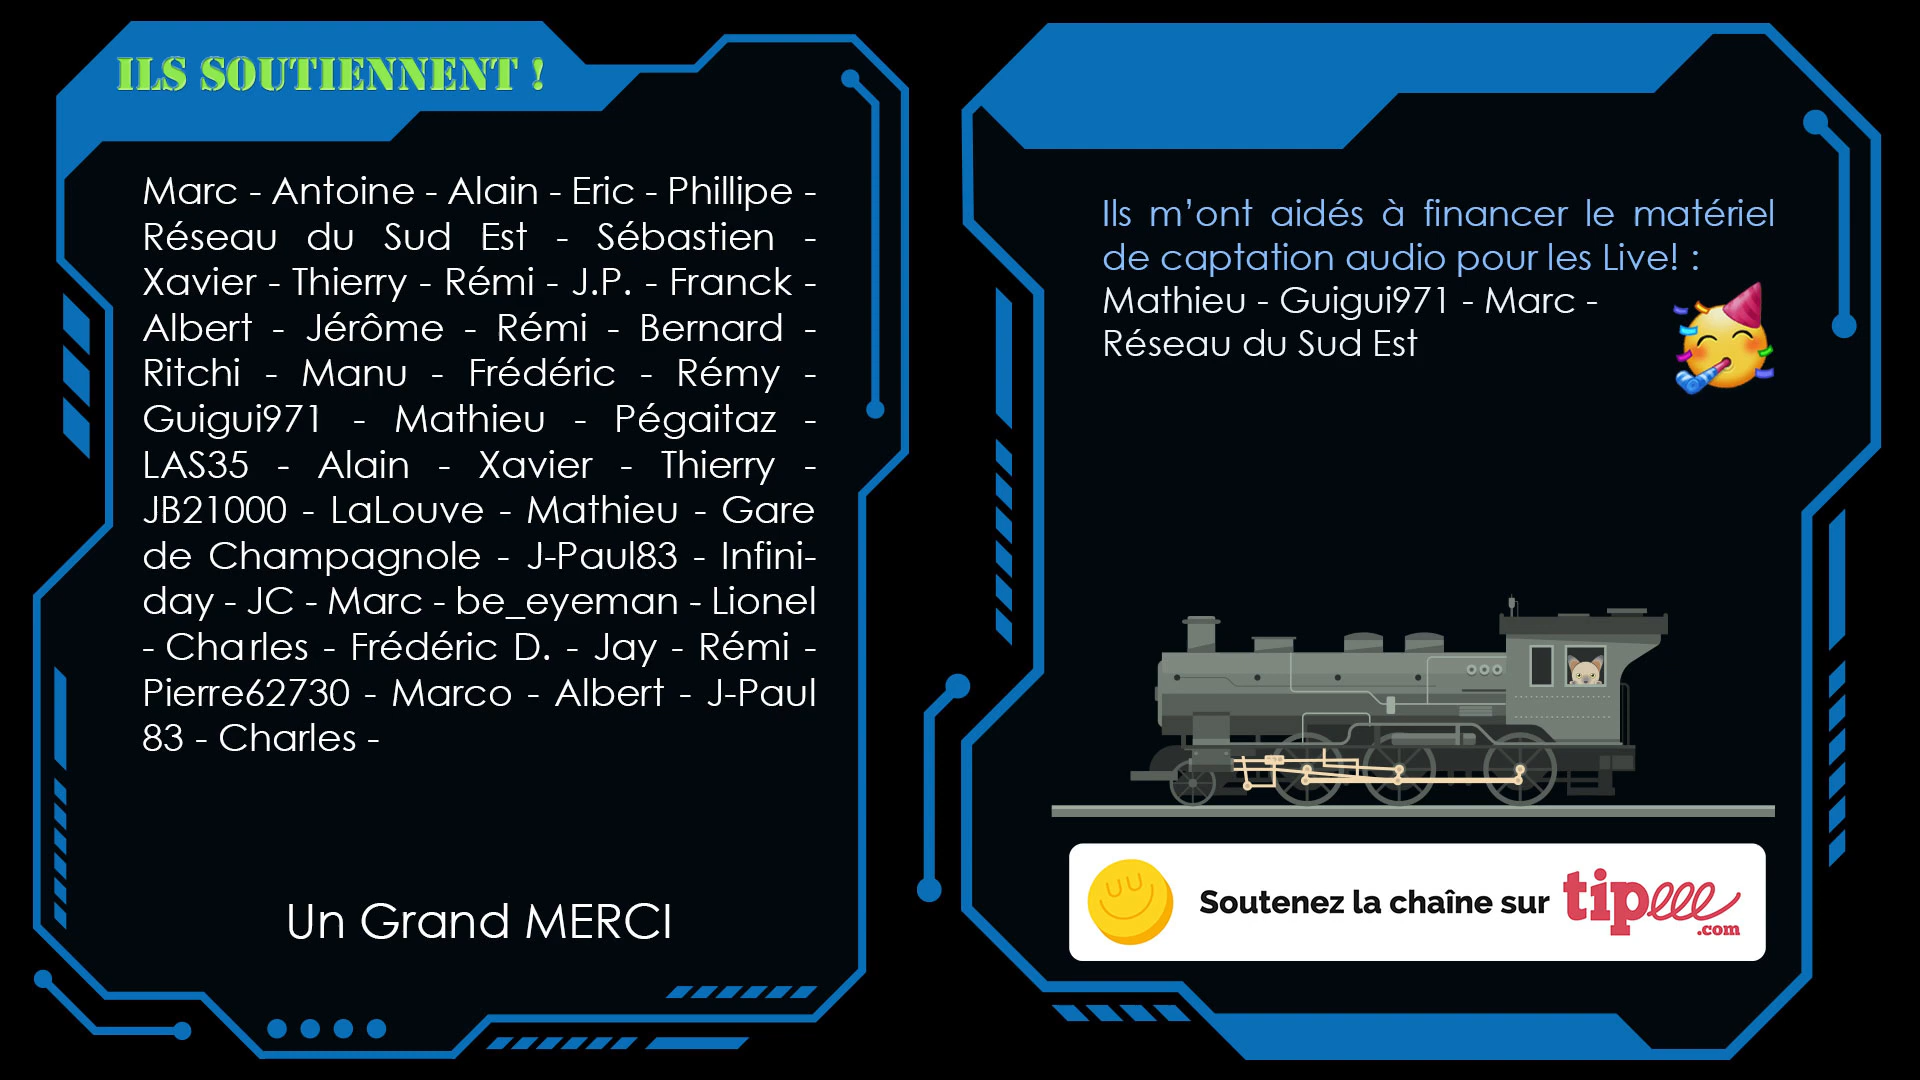 ILS SOUTIENNENT !
Marc - Antoine - Alain - Eric - Phillipe -
Réseau du Sud Est - Sébastien -
Xavier - Thierry - Rémi - J.P. - Franck -
Albert - Jérôme - Rémi - Bernard -
Ritchi - Manu - Frédéric - Rémy -
Guigui971 - Mathieu - Pégaitaz -
LAS35 - Alain - Xavier - Thierry -
JB21000 - LaLouve - Mathieu - Gare
de Champagnole - J-Paul83 - Infini-
day - JC - Marc - be_eyeman - Lionel
- Charles - Frédéric D. - Jay - Rémi -
Pierre62730 - Marco - Albert - J-Paul
83 - Charles -
Un Grand MERCI
Ils m’ont aidés à financer le matériel
de captation audio pour les Live! :
Mathieu - Guigui971 - Marc -
Réseau du Sud Est
Soutenez la chaîne sur tipeee.com